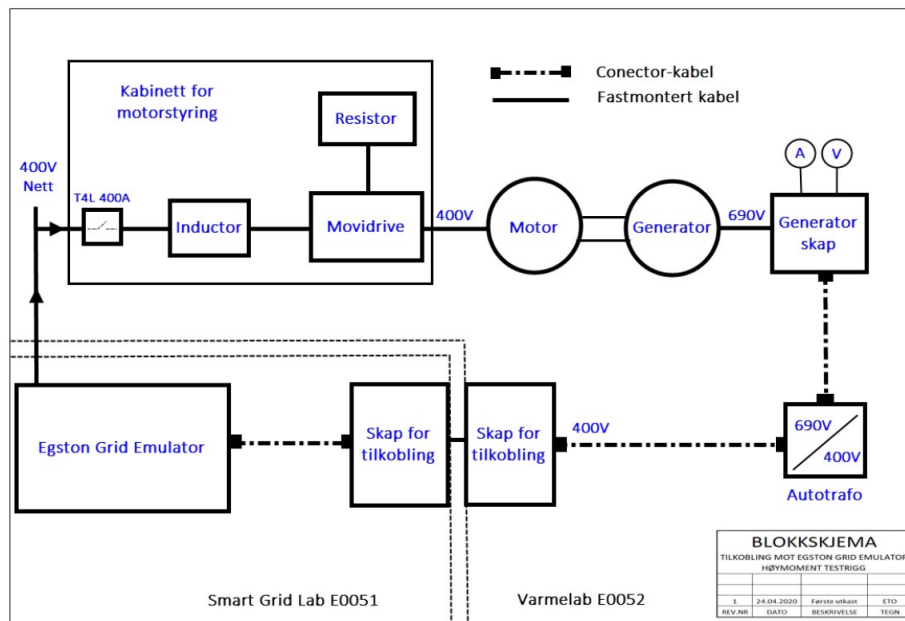 Conector-kabel
Fastmontert kabel
Kabinett for
motorstyring
Resistor
400V
Nett
T4L 400A
Inductor
Movidrive
400V
Motor
Generator
690V
A
V
Generator
skap
Egston Grid Emulator
Skap for
tilkobling
Skap for
tilkobling
400V
690V
400V
Autotrafo
Smart Grid Lab E0051
Varmelab E0052
BLOKKSKJEMA
TILKOBLING MOT EGSTON GRID EMULATOR
HØYMOMENT TESTRIGG
1 24.04.2020 Første utkast ETO
REV.NR DATO BESKRIVELSE TEGN